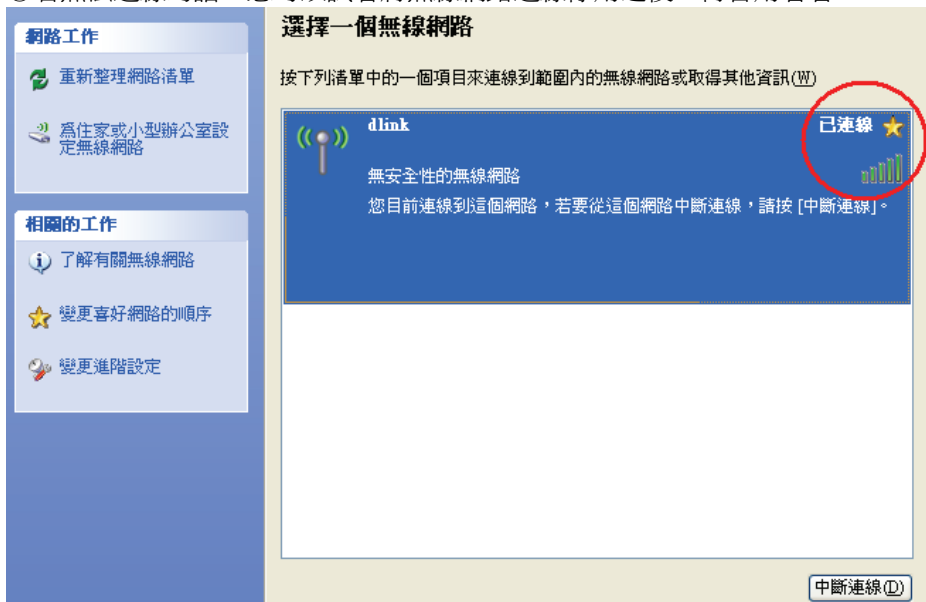 網路工作
重新整理網路清單
為住家或小型辦公室設
定無線網路
相關的工作
了解有關無線網路
變更喜好網路的順序
變更進階設定
選擇一個無線網路
按下列清單中的一個項目來連線到範圍內的無線網路或取得其他資訊(W)
dlink
已連線
無安全性的無線網路
您目前連線到這個網路，若要從這個網路中斷連線，請按 [中斷連線]。
中斷連線(D)